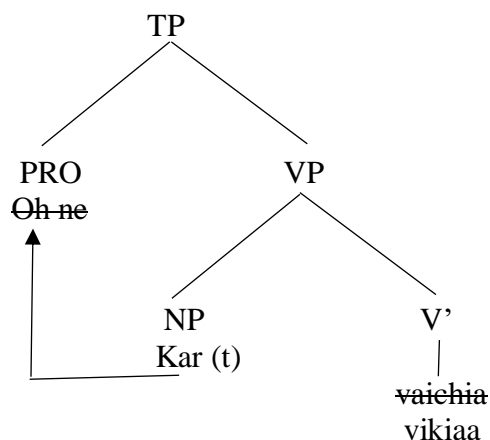 TP
PRO VP
Oh ne
NP V’
Kar (t)
vaichia
vikiaa